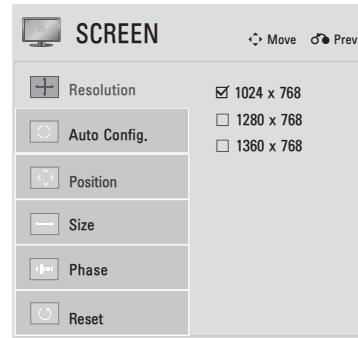 SCREEN
Move Prev
Resolution
Auto Config.
Position
Size
Phase
Reset
1024 x 768
1280 x 768
1360 x 768